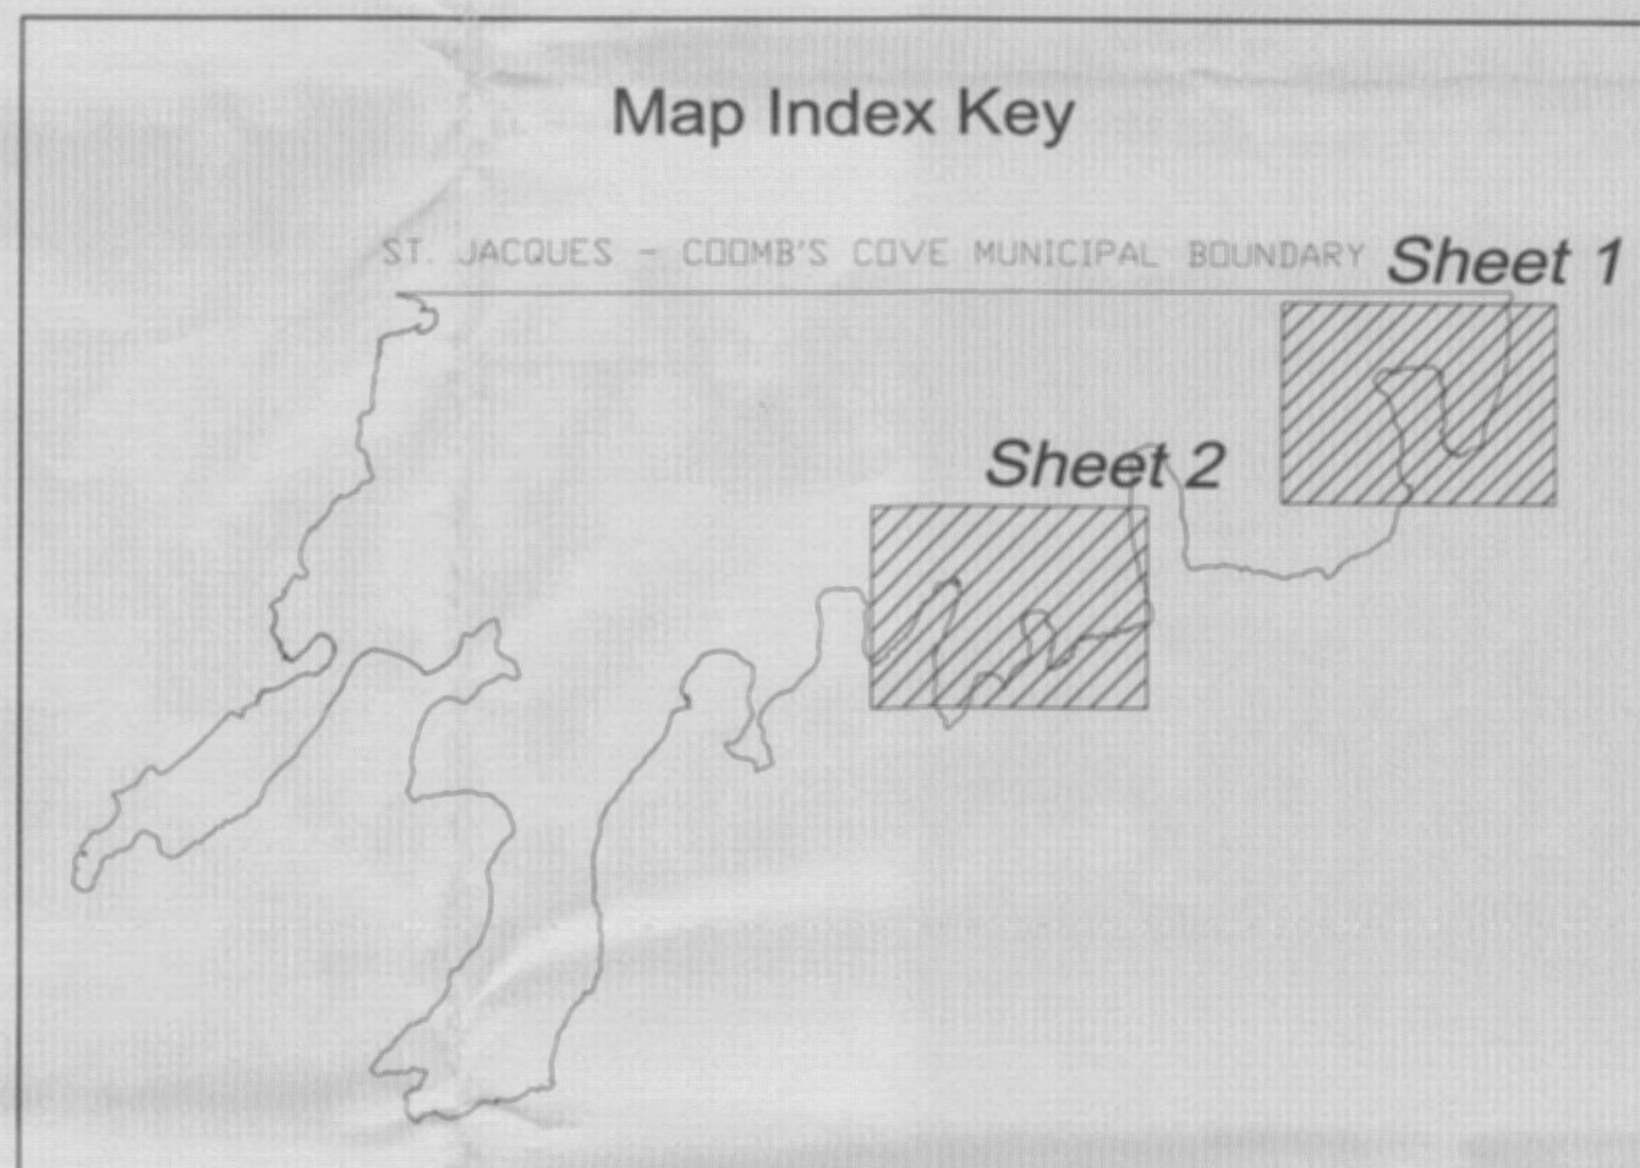 Map Index Key
ST. JACQUES - COOMB'S COVE MUNICIPAL BOUNDARY
Sheet 1
Sheet 2